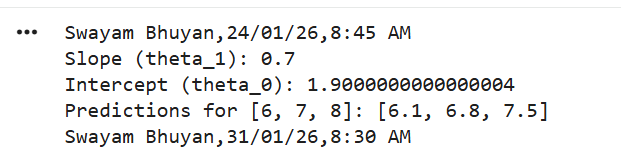 Swayam Bhuyan,24/01/26,8:45 AM
Slope (theta_1): 0.7
Intercept (theta_0): 1.9000000000000004
Predictions for [6, 7, 8]: [6.1, 6.8, 7.5]
Swayam Bhuyan,31/01/26,8:30 AM